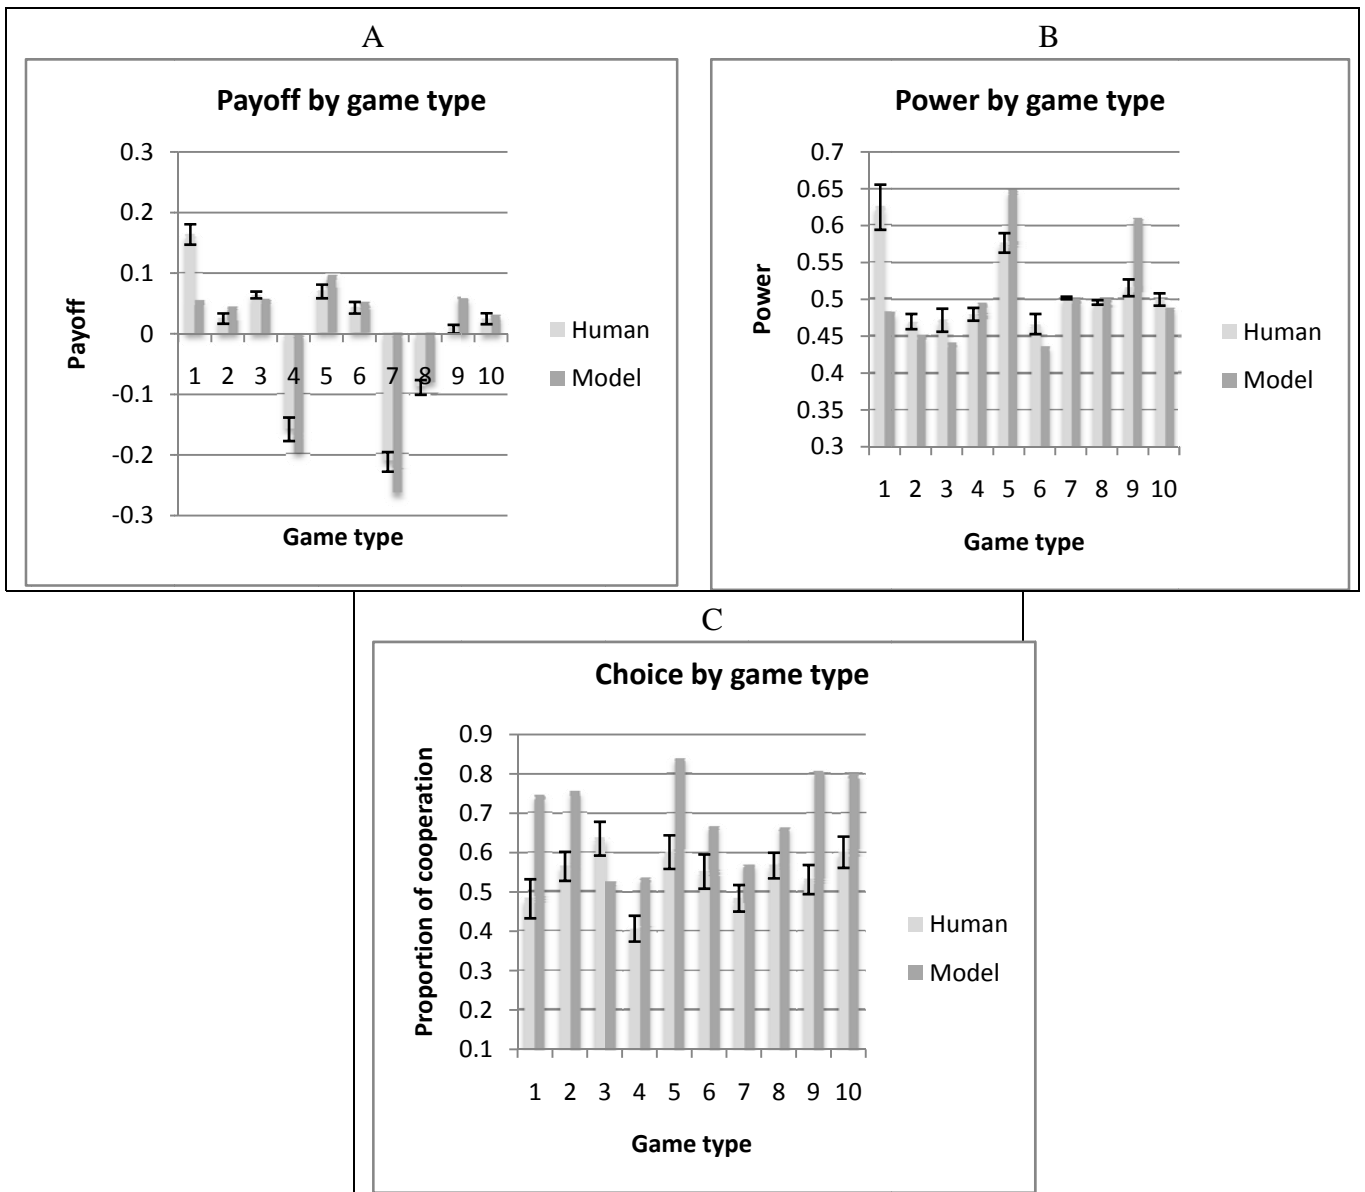 A
Payoff by game type
0.3
0.2
0.1
0
-0.1
-0.2
-0.3
Payoff
1 2 3 4 5 6 7 8 9 10
Game type
Human
Model
B
Power by game type
0.7
0.65
0.6
0.55
0.5
0.45
0.4
0.35
0.3
Power
1 2 3 4 5 6 7 8 9 10
Game type
Human
Model
C
Choice by game type
0.9
0.8
0.7
0.6
0.5
0.4
0.3
0.2
0.1
Proportion of cooperation
1 2 3 4 5 6 7 8 9 10
Game type
Human
Model